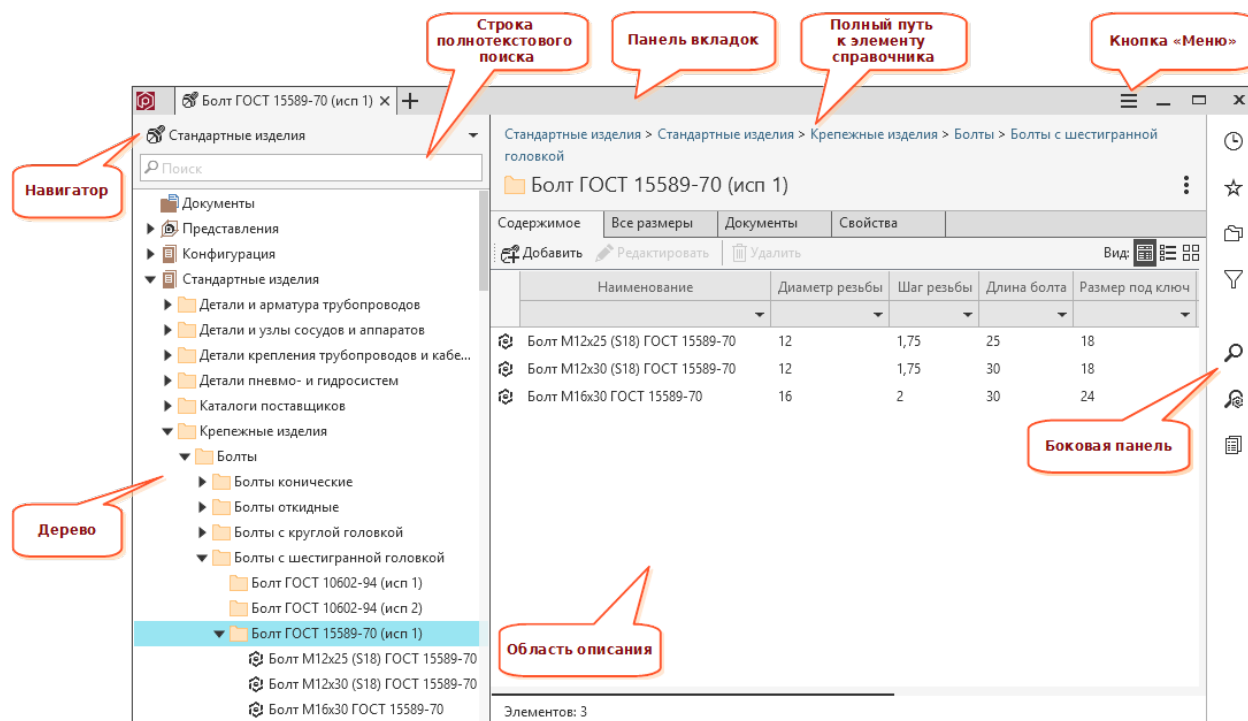 Строка
полнотекстового
поиска
Панель вкладок
Полный путь
к элементу
справочника
Кнопка «Меню»
Болт ГОСТ 15589-70 (исп 1)
Навигатор
Стандартные изделия
Поиск
Документы
Представления
Конфигурация
Стандартные изделия
Детали и арматура трубопроводов
Детали и узлы сосудов и аппаратов
Детали крепления трубопроводов и кабе...
Детали пневмо- и гидросистем
Каталоги поставщиков
Крепежные изделия
Болты
Болты конические
Болты откидные
Болты с круглой головкой
Болты с шестигранной головкой
Болт ГОСТ 10602-94 (исп 1)
Болт ГОСТ 10602-94 (исп 2)
Болт ГОСТ 15589-70 (исп 1)
Болт М12х25 (S18) ГОСТ 15589-70
Болт М12х30 (S18) ГОСТ 15589-70
Болт М16х30 ГОСТ 15589-70
Дерево
Стандартные изделия > Стандартные изделия > Крепежные изделия > Болты > Болты с шестигранной
головкой
Болт ГОСТ 15589-70 (исп 1)
Содержимое Все размеры Документы Свойства
Добавить Редактировать Удалить Вид:
Наименование Диаметр резьбы Шаг резьбы Длина болта Размер под ключ
Болт М12х25 (S18) ГОСТ 15589-70 12 1,75 25 18
Болт М12х30 (S18) ГОСТ 15589-70 12 1,75 30 18
Болт М16х30 ГОСТ 15589-70 16 2 30 24
Боковая панель
Область описания
Элементов: 3